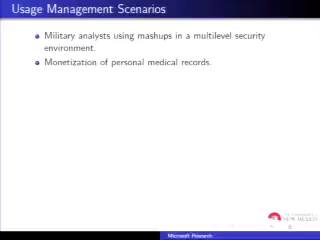 Usage Management Scenarios
Military analysts using mashups in a multilevel security
environment.
Monetization of personal medical records.
NEW MEXICO
Microsoft Research